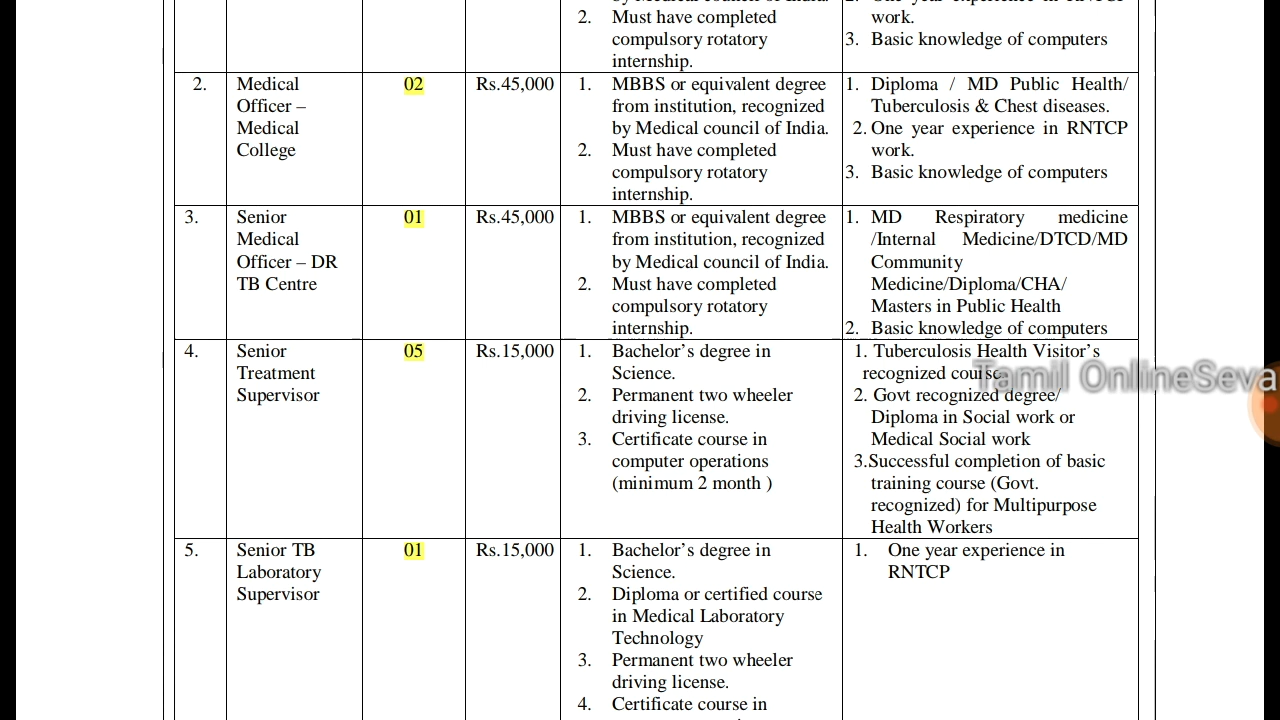 by Medical council of India.
2. Must have completed
compulsory rotatory
internship.
2. One year experience in RNTCP
work.
3. Basic knowledge of computers
2.
Medical
Officer –
Medical
College
02
Rs.45,000
1. MBBS or equivalent degree
from institution, recognized
by Medical council of India.
2. Must have completed
compulsory rotatory
internship.
1. Diploma / MD Public Health/
Tuberculosis & Chest diseases.
2. One year experience in RNTCP
work.
3. Basic knowledge of computers
3.
Senior
Medical
Officer – DR
TB Centre
01
Rs.45,000
1. MBBS or equivalent degree
from institution, recognized
by Medical council of India.
2. Must have completed
compulsory rotatory
internship.
1. MD Respiratory medicine
/Internal Medicine/DTCD/MD
Community
Medicine/Diploma/CHA/
Masters in Public Health
2. Basic knowledge of computers
4.
Senior
Treatment
Supervisor
05
Rs.15,000
1. Bachelor’s degree in
Science.
2. Permanent two wheeler
driving license.
3. Certificate course in
computer operations
(minimum 2 month )
1. Tuberculosis Health Visitor’s
recognized course
2. Govt recognized degree/
Diploma in Social work or
Medical Social work
3.Successful completion of basic
training course (Govt.
recognized) for Multipurpose
Health Workers
Tamil OnlineSeva
5.
Senior TB
Laboratory
Supervisor
01
Rs.15,000
1. Bachelor’s degree in
Science.
2. Diploma or certified course
in Medical Laboratory
Technology
3. Permanent two wheeler
driving license.
4. Certificate course in
1. One year experience in
RNTCP